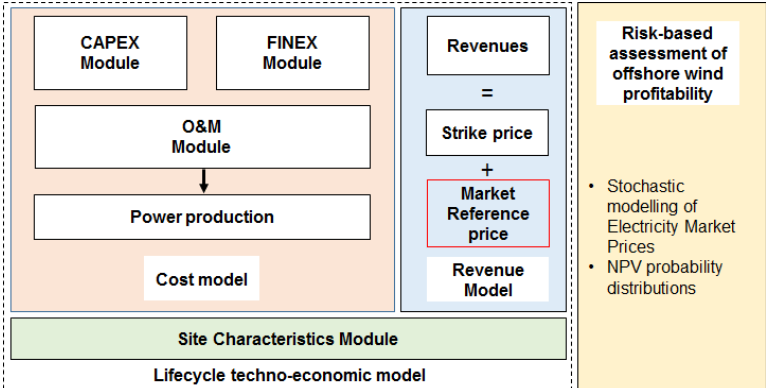 CAPEX
Module
FINEX
Module
O&M
Module
Power production
Cost model
Revenues
=
Strike price
+
Market
Reference
price
Revenue
Model
Site Characteristics Module
Lifecycle techno-economic model
Risk-based
assessment of
offshore wind
profitability
• Stochastic
modelling of
Electricity Market
Prices
• NPV probability
distributions